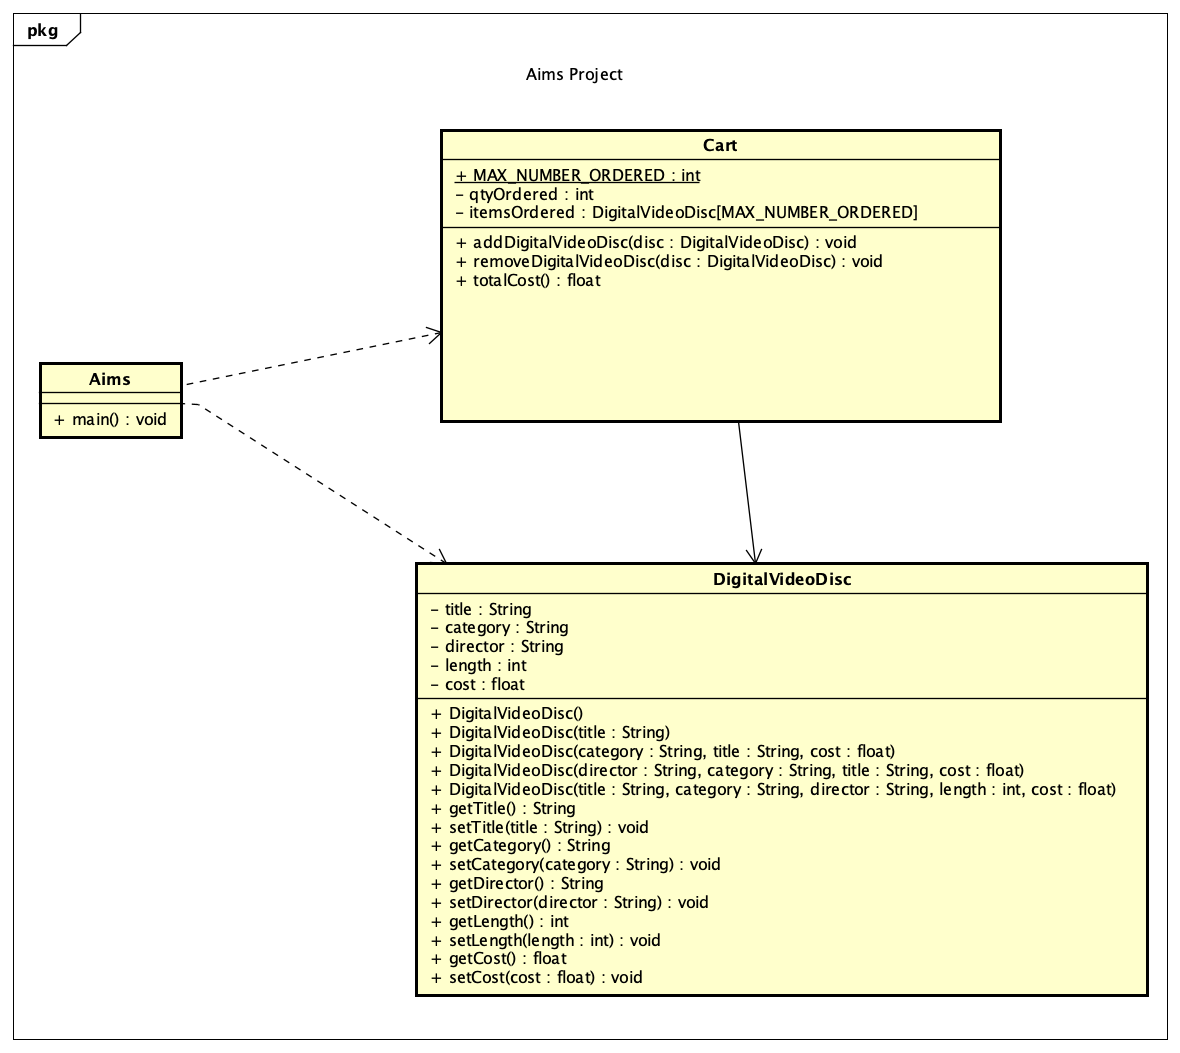 pkg
Aims Project
Cart
+ MAX_NUMBER_ORDERED : int
- qtyOrdered : int
- itemsOrdered : DigitalVideoDisc[MAX_NUMBER_ORDERED]
+ addDigitalVideoDisc(disc : DigitalVideoDisc) : void
+ removeDigitalVideoDisc(disc : DigitalVideoDisc) : void
+ totalCost() : float
Aims
+ main() : void
DigitalVideoDisc
- title : String
- category : String
- director : String
- length : int
- cost : float
+ DigitalVideoDisc()
+ DigitalVideoDisc(title : String)
+ DigitalVideoDisc(category : String, title : String, cost : float)
+ DigitalVideoDisc(director : String, category : String, title : String, cost : float)
+ DigitalVideoDisc(title : String, category : String, director : String, length : int, cost : float)
+ getTitle() : String
+ setTitle(title : String) : void
+ getCategory() : String
+ setCategory(category : String) : void
+ getDirector() : String
+ setDirector(director : String) : void
+ getLength() : int
+ setLength(length : int) : void
+ getCost() : float
+ setCost(cost : float) : void